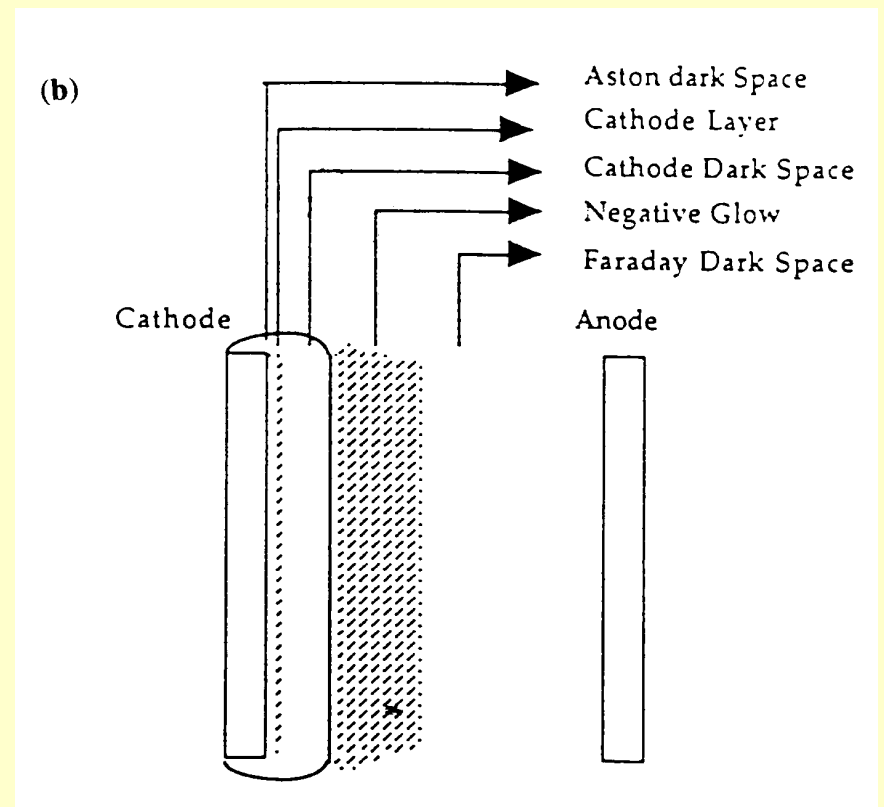 (b)
Aston dark Space
Cathode Layer
Cathode Dark Space
Negative Glow
Faraday Dark Space
Cathode
Anode